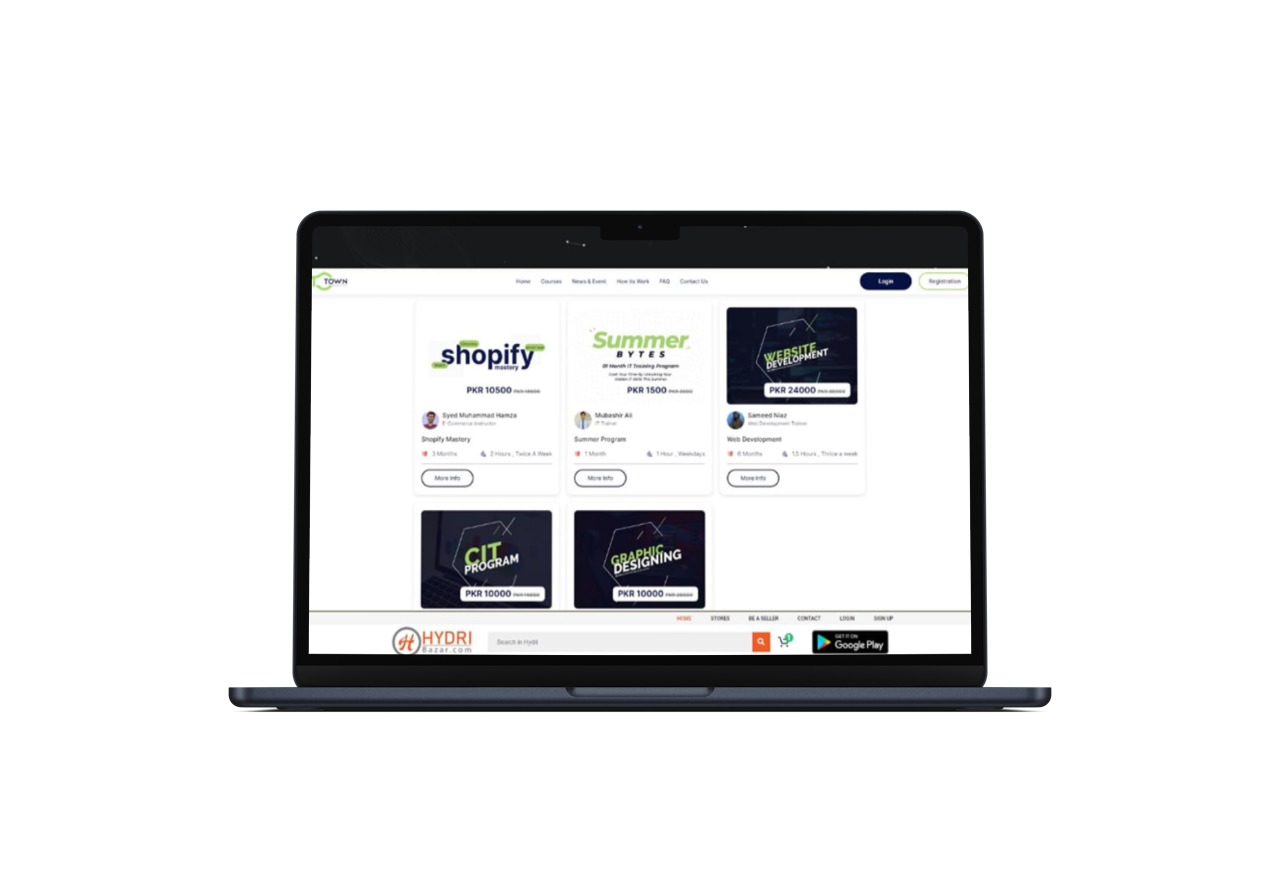 TOWN
Home Courses News & Event How Its Work FAQ Contact Us
Login
Registration
shopify
mastery
PKR 10500
Syed Muhammad Hamza
E-Commerce Instructor
Shopify Mastery
3 Months
2 Hours , Twice A Week
More Info
Summer
BYTES
01 Month IT Training Program
PKR 1500
Mubashir Ali
IT Trainer
Summer Program
1 Month
1 Hour , Weekdays
More Info
WEBSITE
DEVELOPMENT
PKR 24000
Sameed Niaz
Web Development Trainer
Web Development
6 Months
1.5 Hours , Thrice a week
More Info
CIT
PROGRAM
PKR 10000
GRAPHIC
DESIGNING
PKR 10000
HOME STORES BE A SELLER CONTACT LOGIN SIGN UP
HYDRI
Bazar.com
Search in Hydri
1
GET IT ON
Google Play